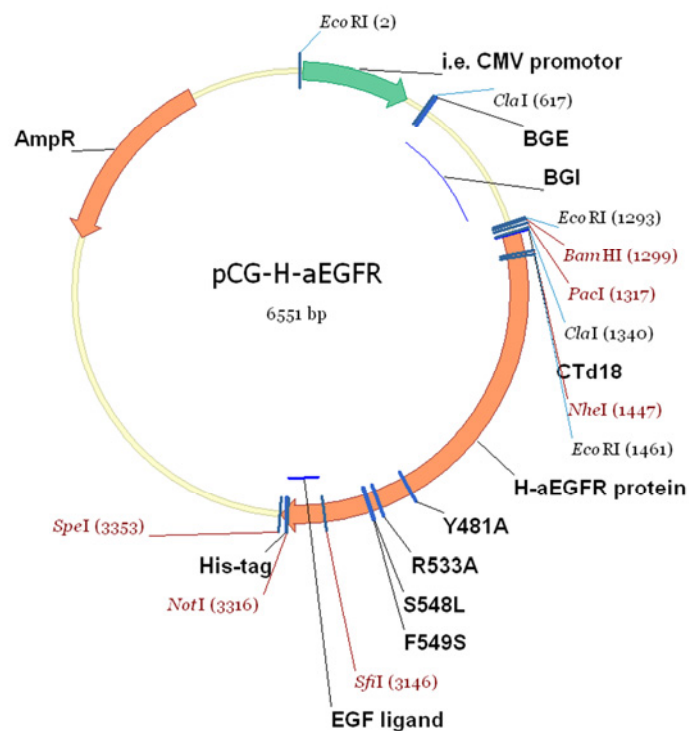 EcoRI (2)
i.e. CMV promotor
ClaI (617)
BGE
AmpR
BGI
EcoRI (1293)
BamHI (1299)
pCG-H-aEGFR
6551 bp
PacI (1317)
ClaI (1340)
CTd18
NheI (1447)
EcoRI (1461)
H-aEGFR protein
Y481A
SpeI (3353)
His-tag
R533A
NotI (3316)
S548L
F549S
SfiI (3146)
EGF ligand